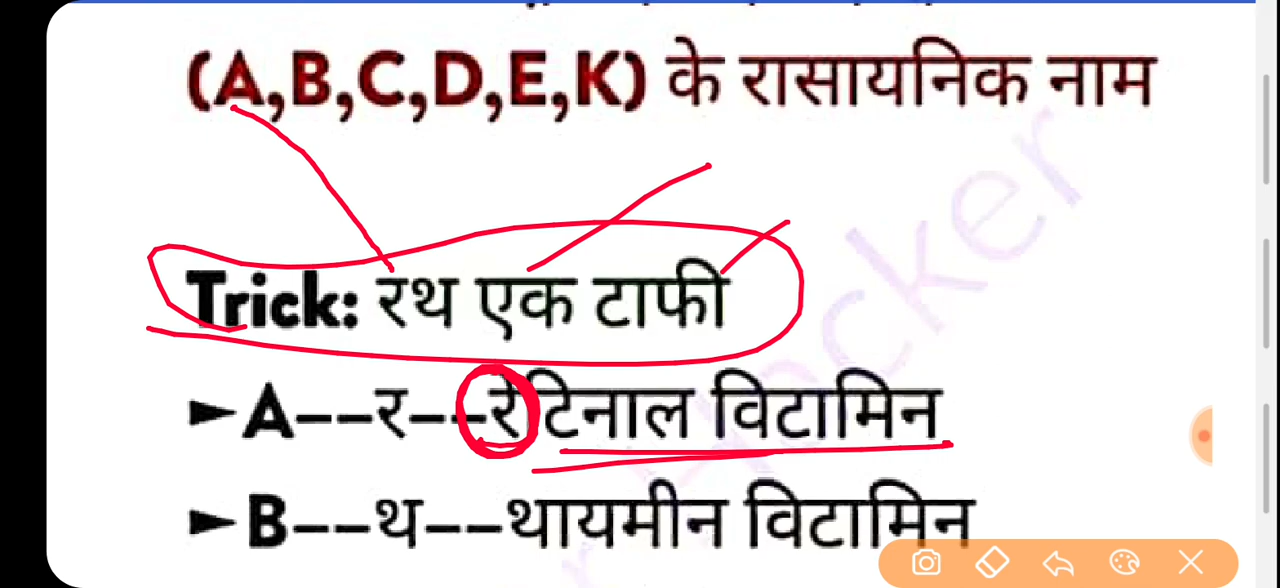 (A,B,C,D,E,K) के रासायनिक नाम
Trick: रथ एक टाफी
►A--र--रेटिनाल विटामिन
►B--थ--थायमीन विटामिन